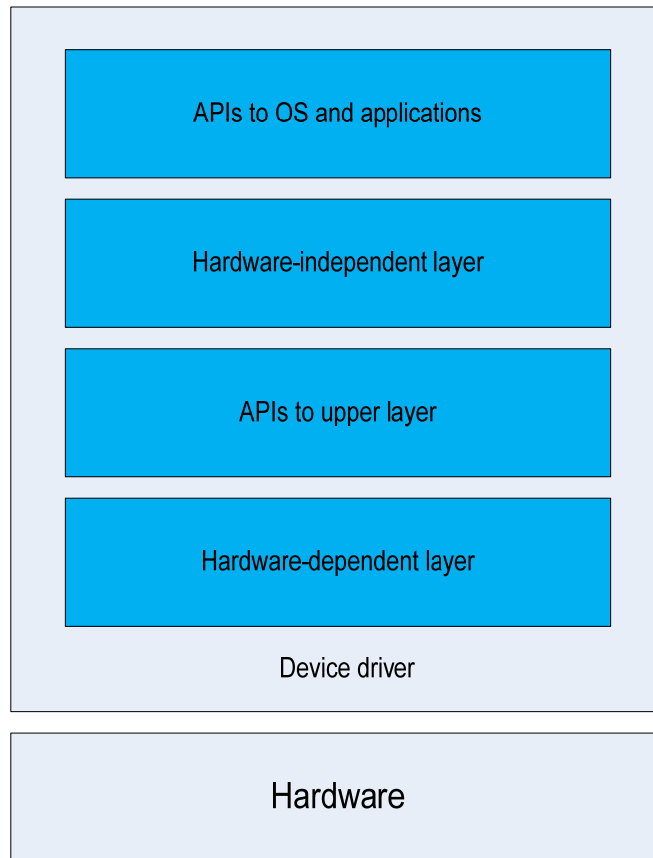 APIs to OS and applications
Hardware-independent layer
APIs to upper layer
Hardware-dependent layer
Device driver
Hardware